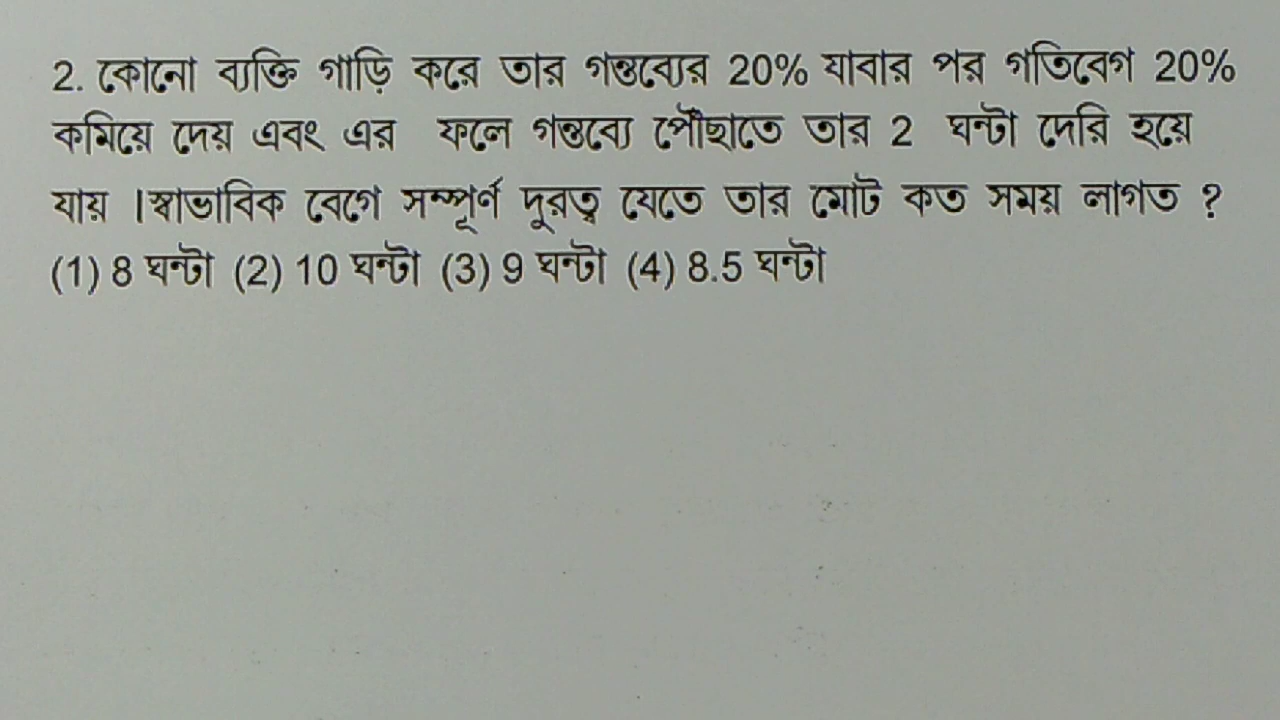 2. কোনো ব্যক্তি গাড়ি করে তার গন্তব্যের 20% যাবার পর গতিবেগ 20%
কমিয়ে দেয় এবং এর ফলে গন্তব্যে পৌঁছাতে তার 2 ঘন্টা দেরি হয়ে
যায় ।স্বাভাবিক বেগে সম্পূর্ণ দুরত্ব যেতে তার মোট কত সময় লাগত ?
(1) 8 ঘন্টা (2) 10 ঘন্টা (3) 9 ঘন্টা (4) 8.5 ঘন্টা